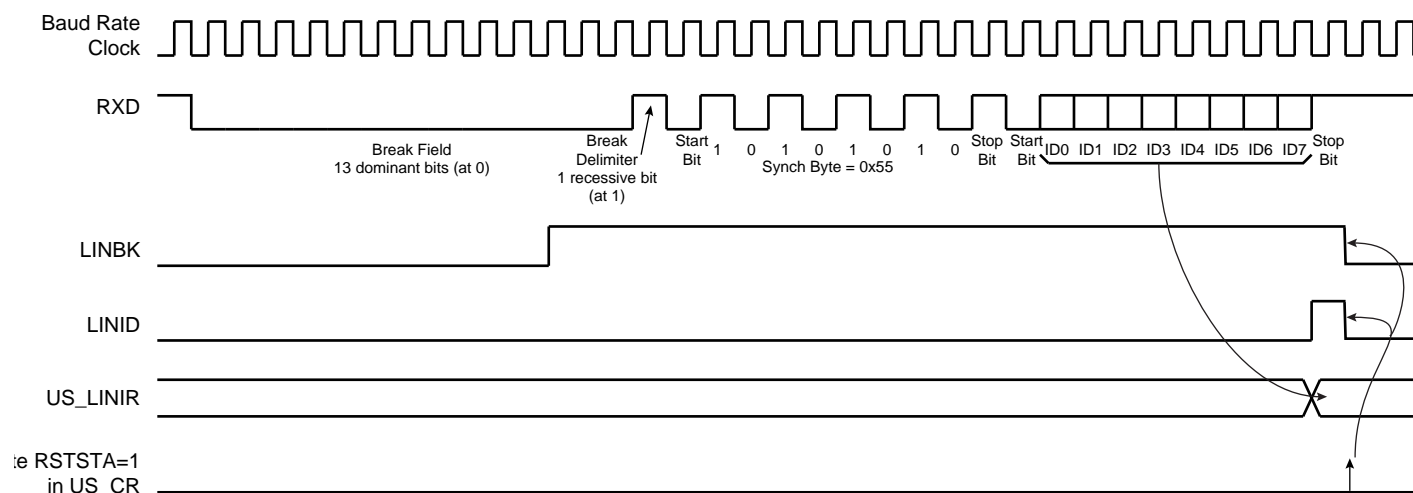 Baud Rate
Clock
RXD
Break Field
13 dominant bits (at 0)
Break
Delimiter
1 recessive bit
(at 1)
Start
Bit
1 0 1 0 1 0 1 0
Synch Byte = 0x55
Stop
Bit
Start
Bit
ID0 ID1 ID2 ID3 ID4 ID5 ID6 ID7
Stop
Bit
LINBK
LINID
US_LINIR
te RSTSTA=1
in US_CR